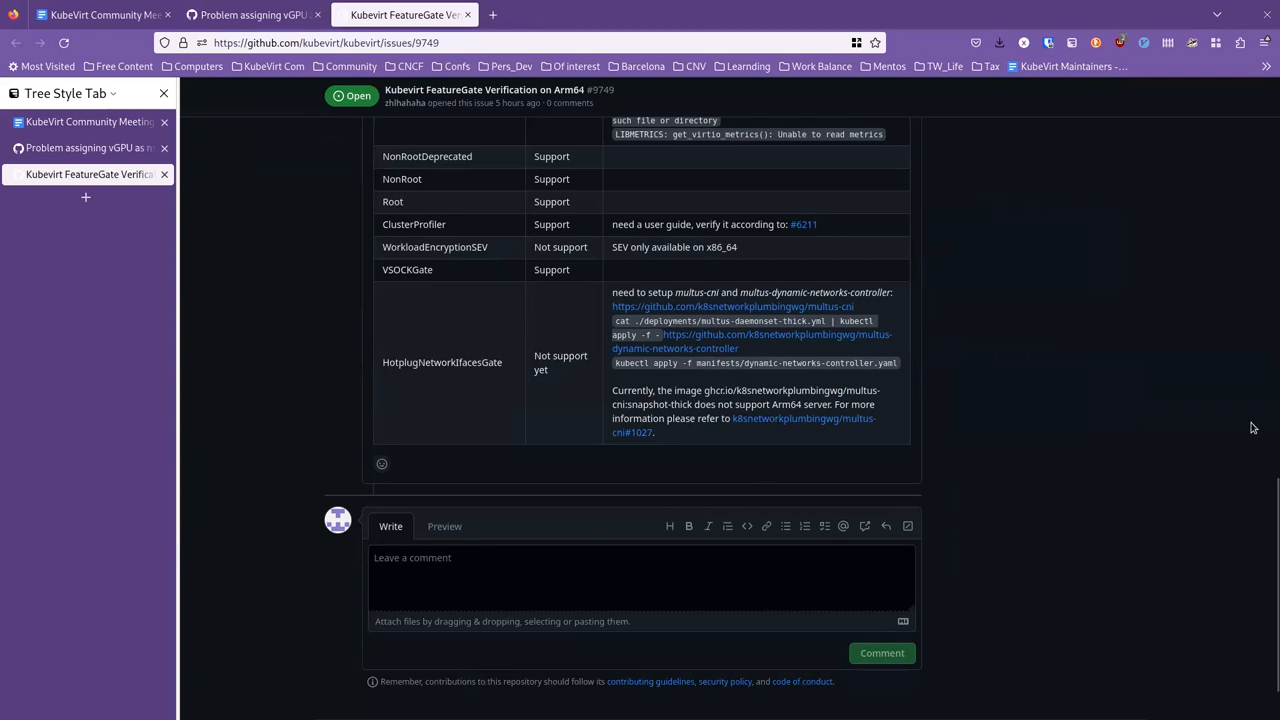 KubeVirt Community Mee
Problem assigning vGPU
Kubevirt FeatureGate Ver
https://github.com/kubevirt/kubevirt/issues/9749
Most Visited
Free Content
Computers
KubeVirt Com
Community
CNCF
Confs
Pers_Dev
Of interest
Barcelona
CNV
Learnding
Work Balance
Mentos
TW_Life
Tax
KubeVirt Maintainers -…
Tree Style Tab
KubeVirt Community Meeting
Problem assigning vGPU as m
Kubevirt FeatureGate Verifica
Open
Kubevirt FeatureGate Verification on Arm64 #9749
zhlhahaha opened this issue 5 hours ago · 0 comments
such file or directory
LIBMETRICS: get_virtio_metrics(): Unable to read metrics
NonRootDeprecated Support
NonRoot Support
Root Support
ClusterProfiler Support need a user guide, verify it according to: #6211
WorkloadEncryptionSEV Not support SEV only available on x86_64
VSOCKGate Support
HotplugNetworkIfacesGate
Not support
yet
need to setup multus-cni and multus-dynamic-networks-controller:
https://github.com/k8snetworkplumbingwg/multus-cni
cat ./deployments/multus-daemonset-thick.yml | kubectl
apply -f - https://github.com/k8snetworkplumbingwg/multus-
dynamic-networks-controller
kubectl apply -f manifests/dynamic-networks-controller.yaml
Currently, the image ghcr.io/k8snetworkplumbingwg/multus-
cni:snapshot-thick does not support Arm64 server. For more
information please refer to k8snetworkplumbingwg/multus-
cni#1027.
Write
Preview
Leave a comment
Attach files by dragging & dropping, selecting or pasting them.
Comment
Remember, contributions to this repository should follow its contributing guidelines, security policy, and code of conduct.